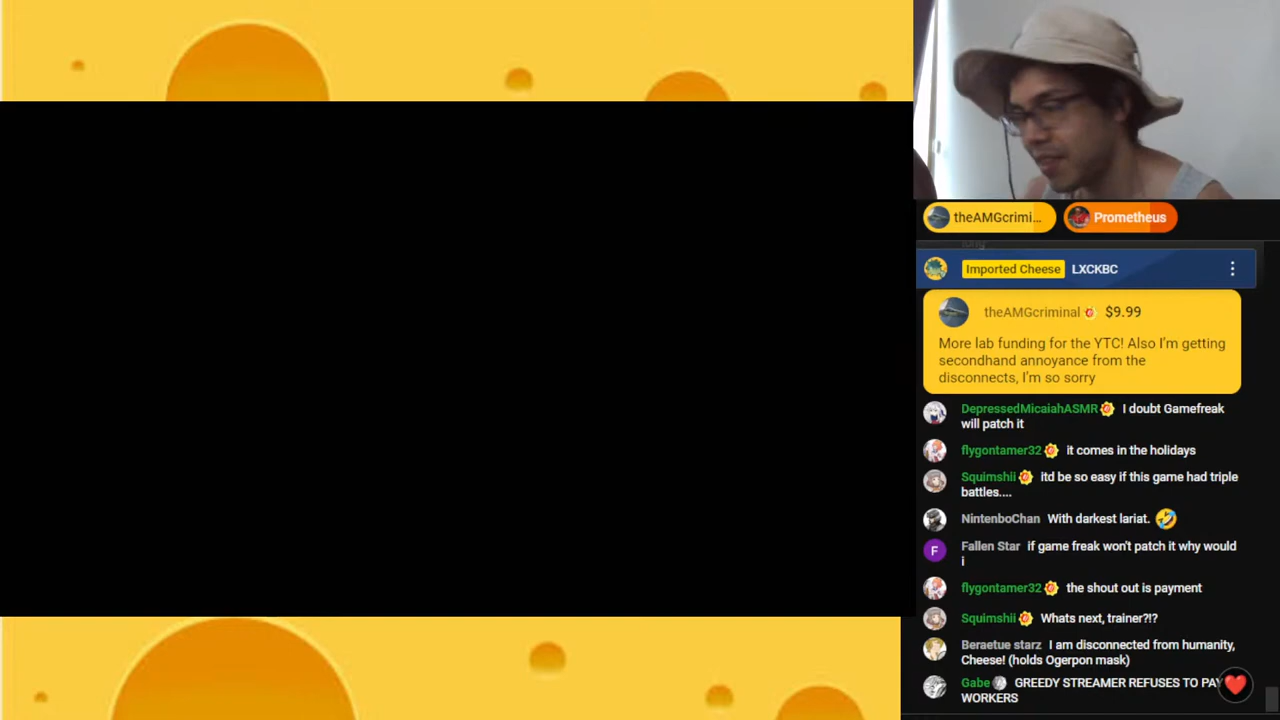 theAMGcrimi... Prometheus
long
Imported Cheese LXCKBC
theAMGcriminal $9.99
More lab funding for the YTC! Also I'm getting
secondhand annoyance from the
disconnects, I'm so sorry
DepressedMicaiahASMR I doubt Gamefreak
will patch it
flygontamer32 it comes in the holidays
Squimshii itd be so easy if this game had triple
battles....
NintenboChan With darkest lariat. 🤣
F Fallen Star if game freak won't patch it why would
i
flygontamer32 the shout out is payment
Squimshii Whats next, trainer?!?
Beraetue starz I am disconnected from humanity,
Cheese! (holds Ogerpon mask)
Gabe GREEDY STREAMER REFUSES TO PAY
WORKERS